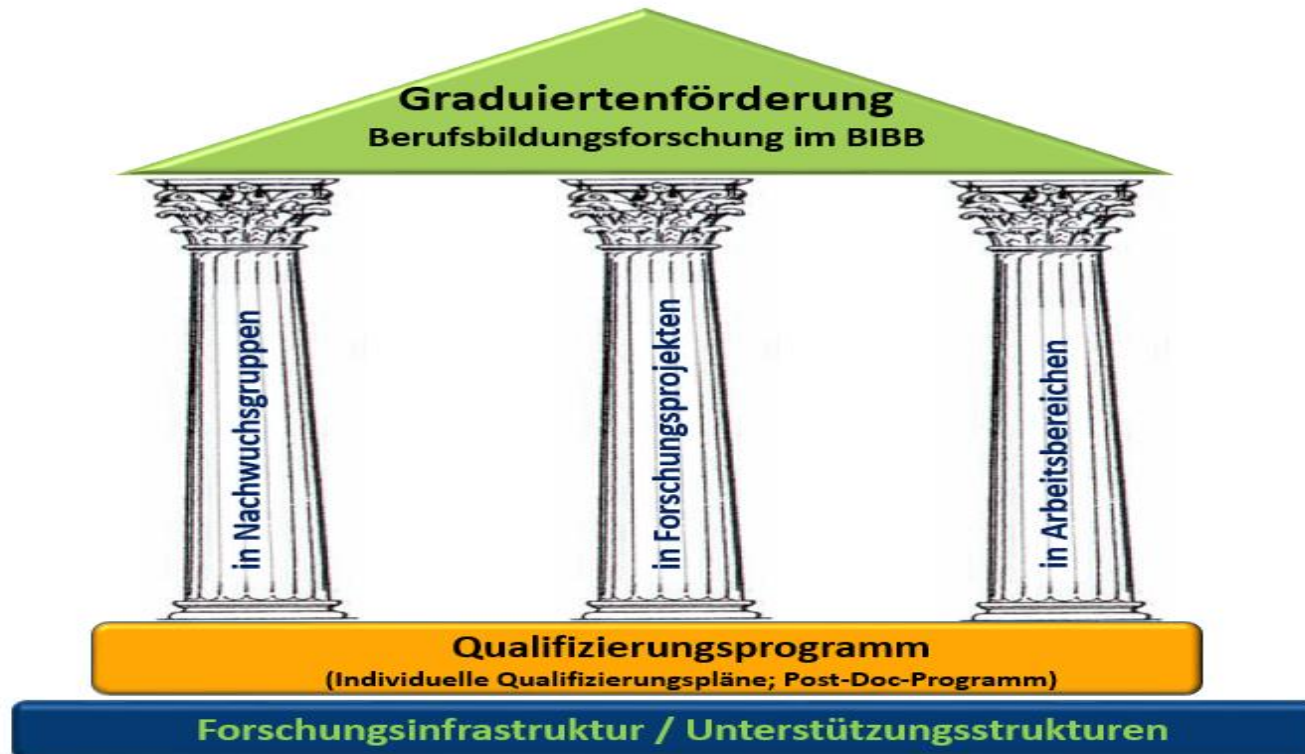 Graduiertenförderung
Berufsbildungsforschung im BIBB
in Nachwuchsgruppen
in Forschungsprojekten
in Arbeitsbereichen
Qualifizierungsprogramm
(Individuelle Qualifizierungspläne; Post-Doc-Programm)
Forschungsinfrastruktur / Unterstützungsstrukturen